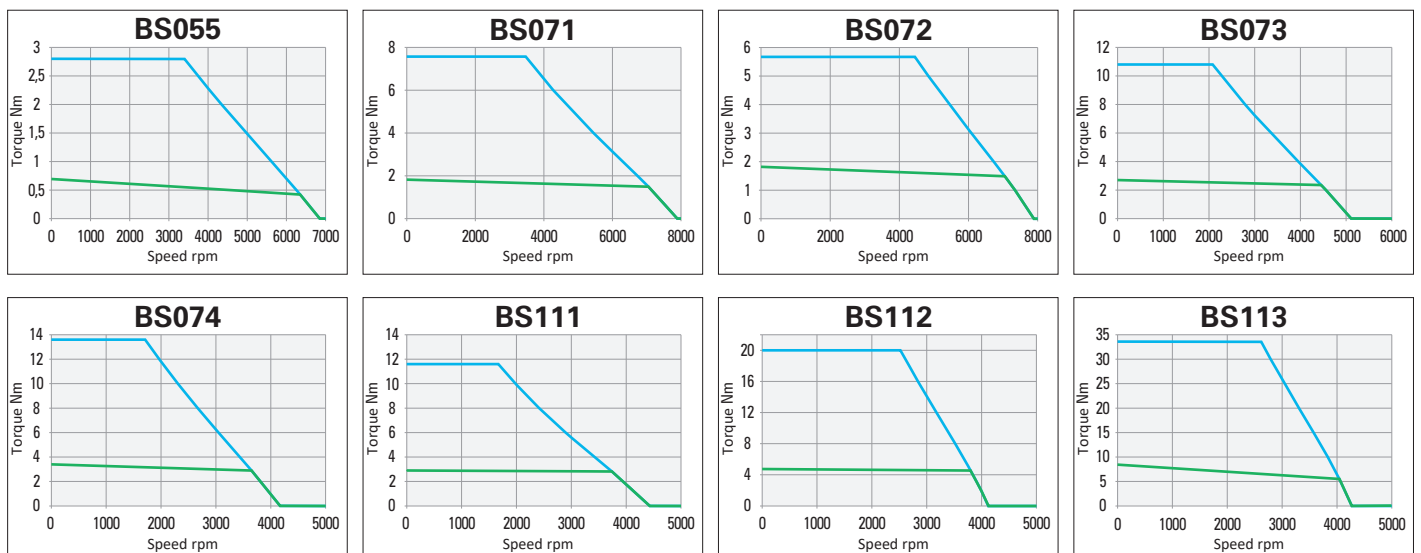 BS055
3
2,5
2
1,5
1
0,5
0
Torque Nm
0 1000 2000 3000 4000 5000 6000 7000
Speed rpm
BS071
8
6
4
2
0
Torque Nm
0 2000 4000 6000 8000
Speed rpm
BS072
6
5
4
3
2
1
0
Torque Nm
0 2000 4000 6000 8000
Speed rpm
BS073
12
10
8
6
4
2
0
Torque Nm
0 1000 2000 3000 4000 5000 6000
Speed rpm
BS074
14
12
10
8
6
4
2
0
Torque Nm
0 1000 2000 3000 4000 5000
Speed rpm
BS111
14
12
10
8
6
4
2
0
Torque Nm
0 1000 2000 3000 4000 5000
Speed rpm
BS112
20
16
12
8
4
0
Torque Nm
0 1000 2000 3000 4000 5000
Speed rpm
BS113
35
30
25
20
15
10
5
0
Torque Nm
0 1000 2000 3000 4000 5000
Speed rpm